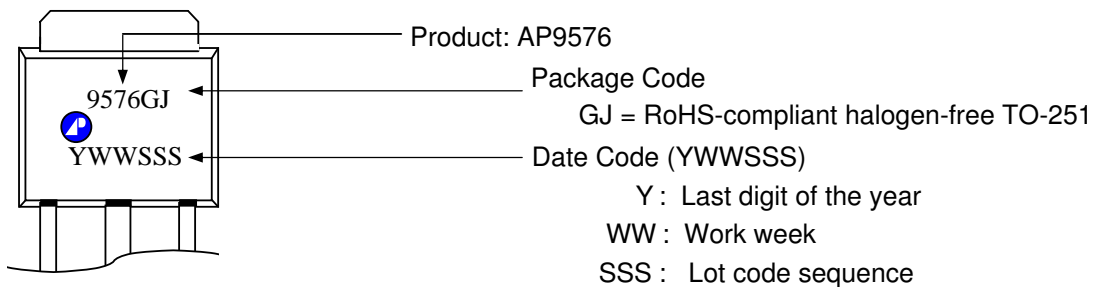 Product: AP9576
Package Code
9576GJ
GJ = RoHS-compliant halogen-free TO-251
AP
YWWSSS
Date Code (YWWSSS)
Y : Last digit of the year
WW : Work week
SSS : Lot code sequence